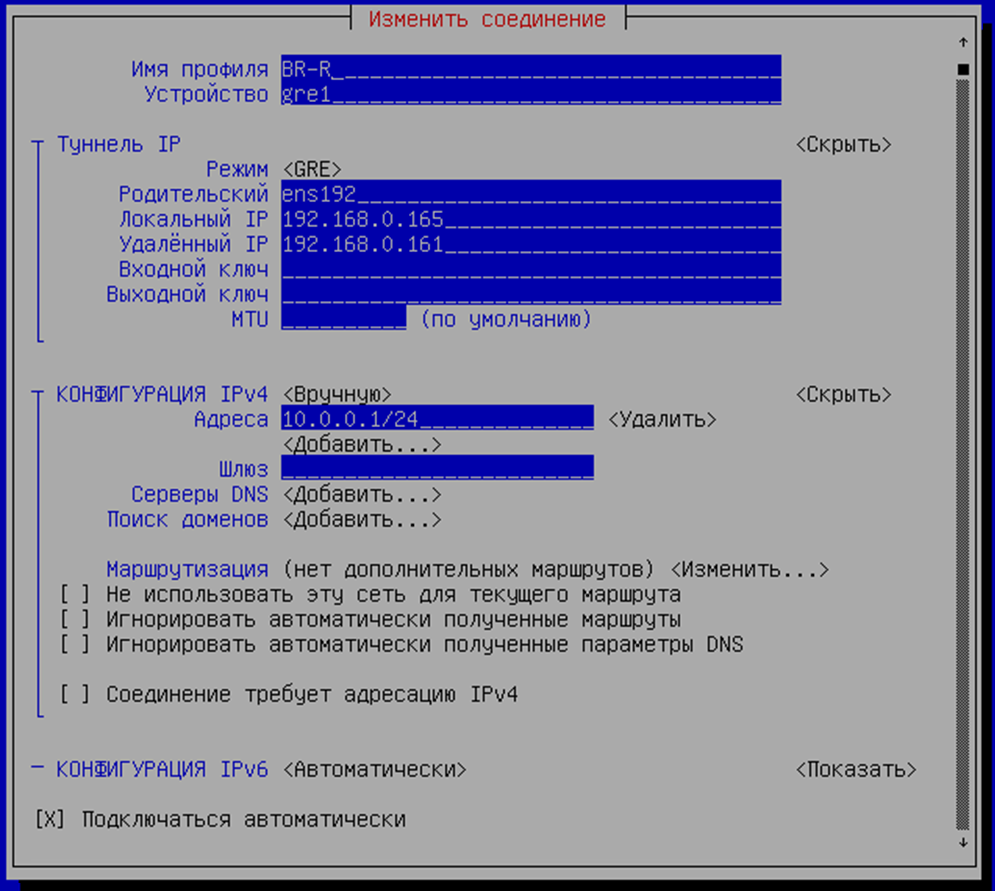 Изменить соединение
Имя профиля BR-R_
Устройство gre1
Туннель IP <Скрыть>
Режим <GRE>
Родительский ens192
Локальный IP 192.168.0.165
Удалённый IP 192.168.0.161
Входной ключ
Выходной ключ
MTU (по умолчанию)
КОНФИГУРАЦИЯ IPv4 <Вручную> <Скрыть>
Адреса 10.0.0.1/24 <Удалить>
<Добавить...>
Шлюз
Серверы DNS <Добавить...>
Поиск доменов <Добавить...>
Маршрутизация (нет дополнительных маршрутов) <Изменить...>
[ ] Не использовать эту сеть для текущего маршрута
[ ] Игнорировать автоматически полученные маршруты
[ ] Игнорировать автоматически полученные параметры DNS
[ ] Соединение требует адресацию IPv4
КОНФИГУРАЦИЯ IPv6 <Автоматически> <Показать>
[X] Подключаться автоматически